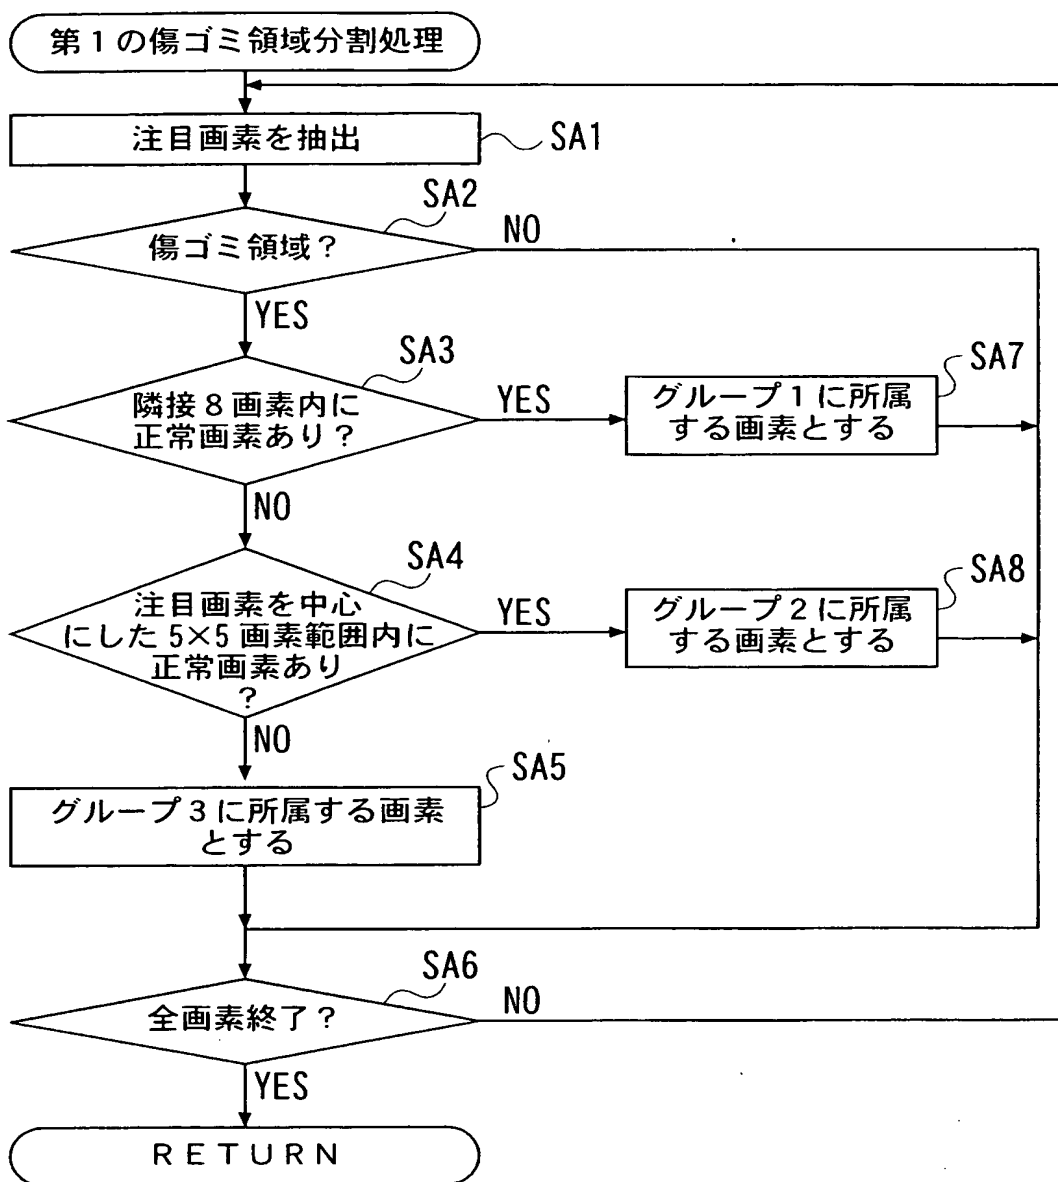 第１の傷ゴミ領域分割処理
注目画素を抽出
SA1
SA2
傷ゴミ領域？
NO
YES
SA3
隣接８画素内に
正常画素あり？
YES
SA7
グループ１に所属
する画素とする
NO
SA4
注目画素を中心
にした5×5画素範囲内に
正常画素あり
？
YES
SA8
グループ２に所属
する画素とする
NO
SA5
グループ３に所属する画素
とする
SA6
全画素終了？
NO
YES
ＲＥＴＵＲＮ